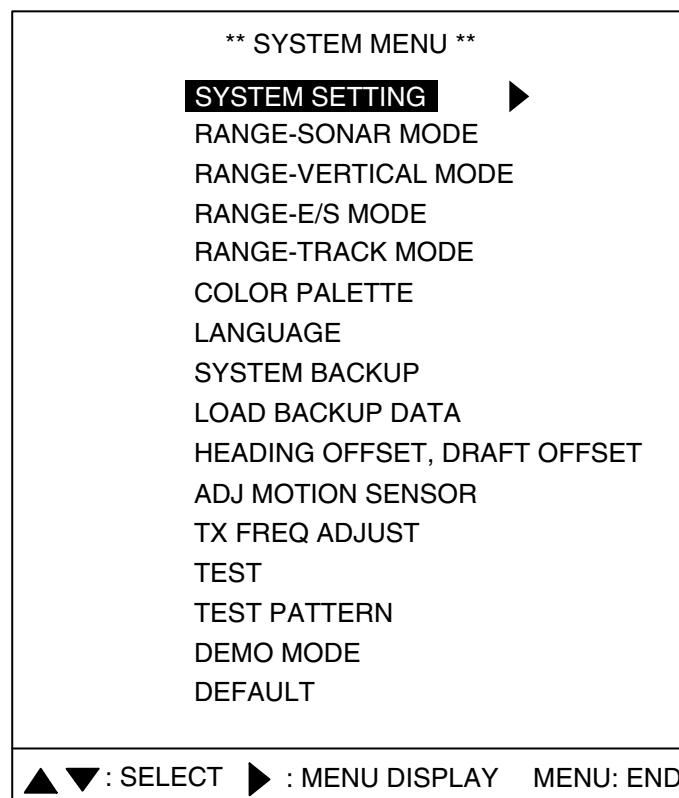 ** SYSTEM MENU **
SYSTEM SETTING ▶
RANGE-SONAR MODE
RANGE-VERTICAL MODE
RANGE-E/S MODE
RANGE-TRACK MODE
COLOR PALETTE
LANGUAGE
SYSTEM BACKUP
LOAD BACKUP DATA
HEADING OFFSET, DRAFT OFFSET
ADJ MOTION SENSOR
TX FREQ ADJUST
TEST
TEST PATTERN
DEMO MODE
DEFAULT
▲ ▼: SELECT ▶ : MENU DISPLAY MENU: END